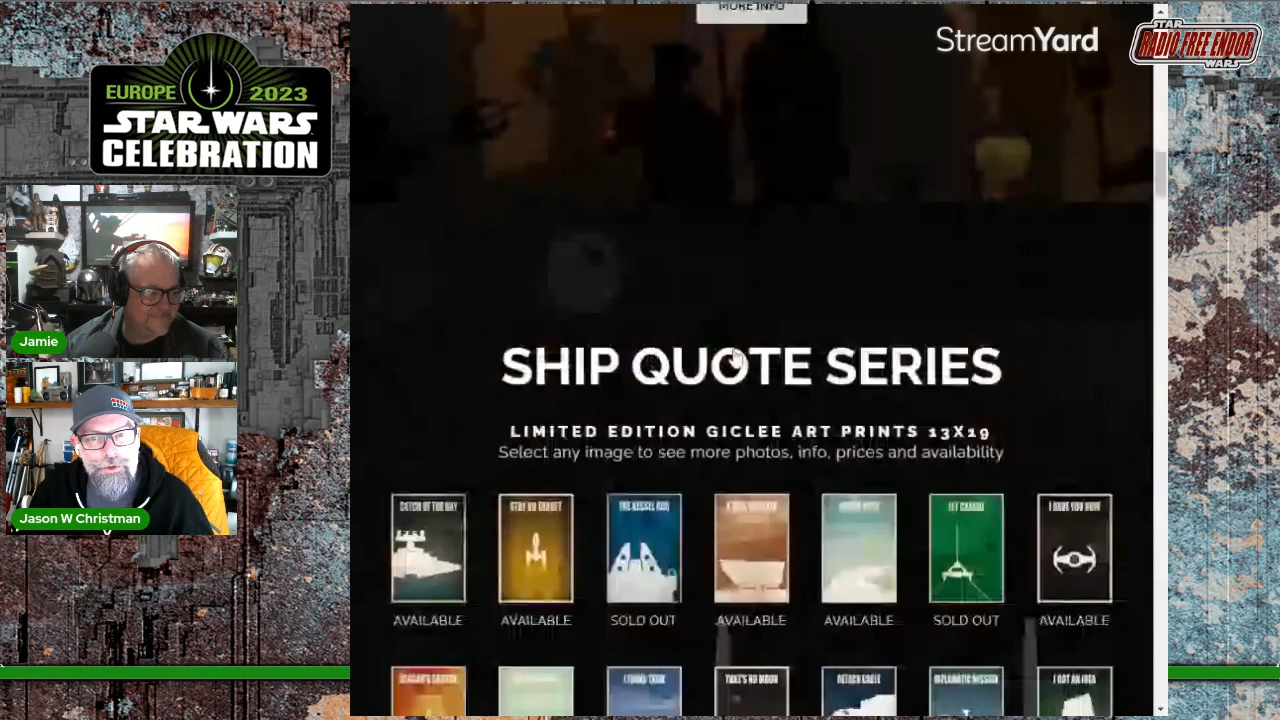 MORE INFO
StreamYard
STAR
RADIO FREE ENDOR
WARS
EUROPE 2023
STAR WARS
CELEBRATION
Jamie
Jason W Christman
SHIP QUOTE SERIES
LIMITED EDITION GICLEE ART PRINTS 13X19
Select any image to see more photos, info, prices and availability
CATCH OF THE DAY
STAY ON TARGET
THE KESSEL RUN
I HAVE YOU NOW
AVAILABLE AVAILABLE SOLD OUT AVAILABLE AVAILABLE SOLD OUT AVAILABLE
THAT'S NO MOON
DIPLOMATIC MISSION
I GOT AN IDEA